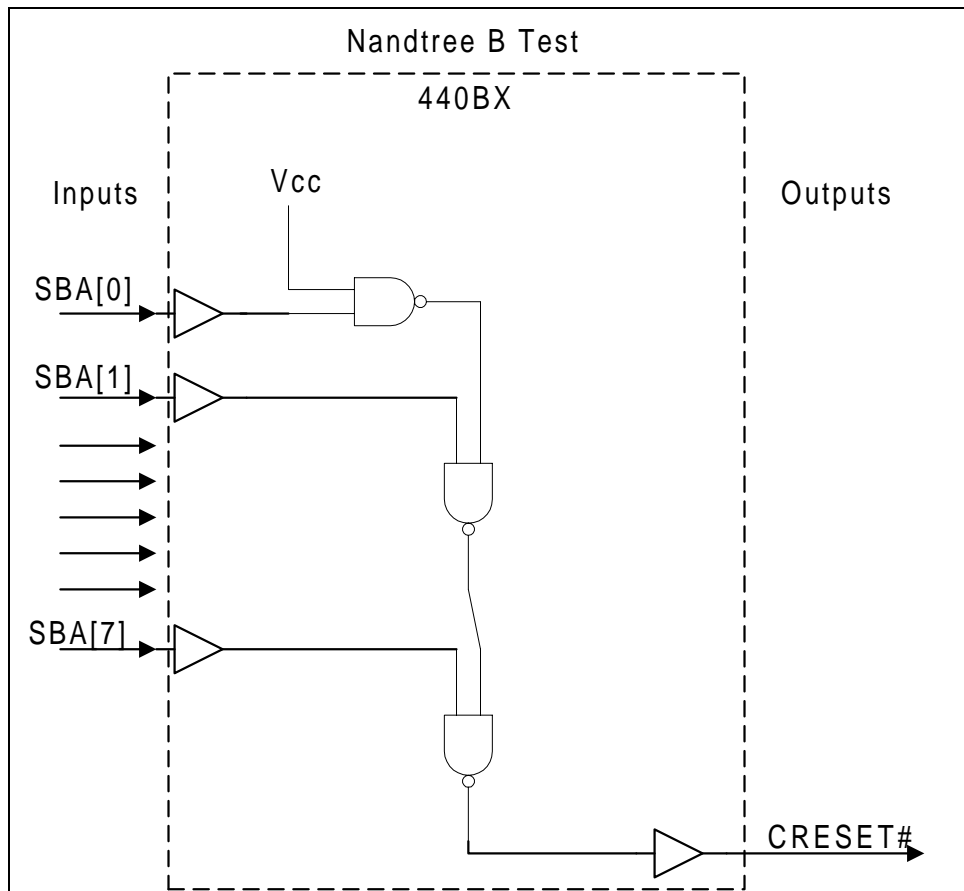 Nandtree B Test
440BX
Inputs
Vcc
Outputs
SBA[0]
SBA[1]
SBA[7]
CRESET#